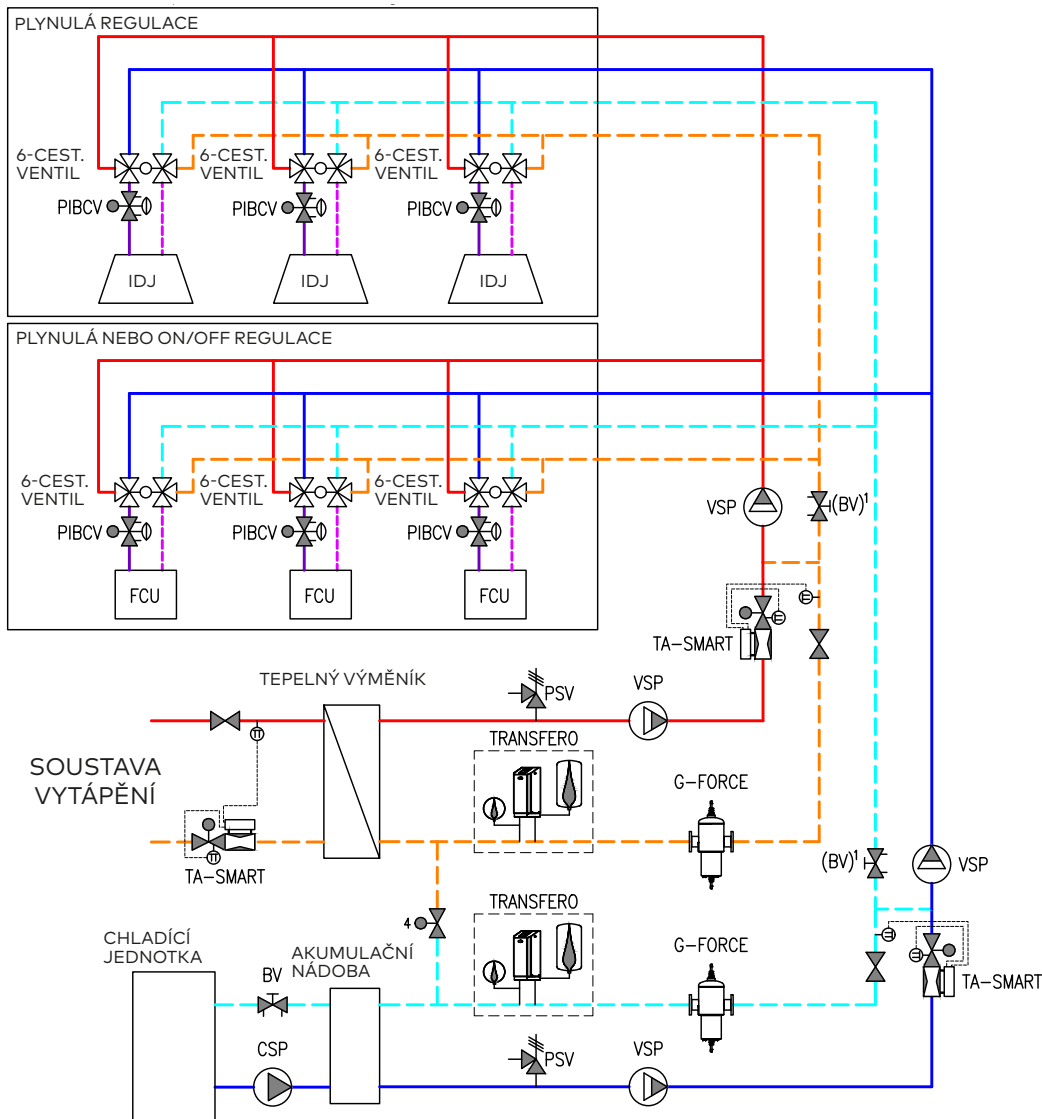 PLYNULÁ REGULACE
6-CEST.
VENTIL
6-CEST.
VENTIL
6-CEST.
VENTIL
PIBCV
PIBCV
PIBCV
IDJ
IDJ
IDJ
PLYNULÁ NEBO ON/OFF REGULACE
6-CEST.
VENTIL
6-CEST.
VENTIL
6-CEST.
VENTIL
PIBCV
PIBCV
PIBCV
FCU
FCU
FCU
VSP
(BV)¹
TA-SMART
TEPELNÝ VÝMĚNÍK
PSV
VSP
SOUSTAVA
VYTÁPĚNÍ
TRANSFERO
G-FORCE
TA-SMART
(BV)¹
VSP
4
TRANSFERO
G-FORCE
CHLADÍCÍ
JEDNOTKA
AKUMULAČNÍ
NÁDOBA
BV
TA-SMART
CSP
PSV
VSP